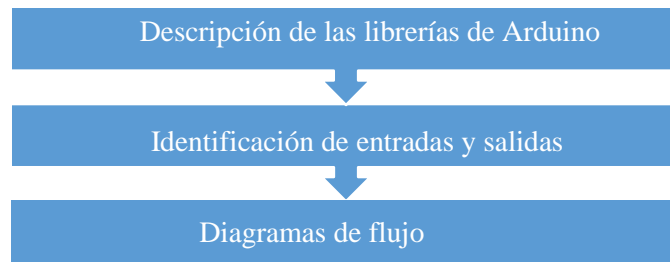 Descripción de las librerías de Arduino
Identificación de entradas y salidas
Diagramas de flujo